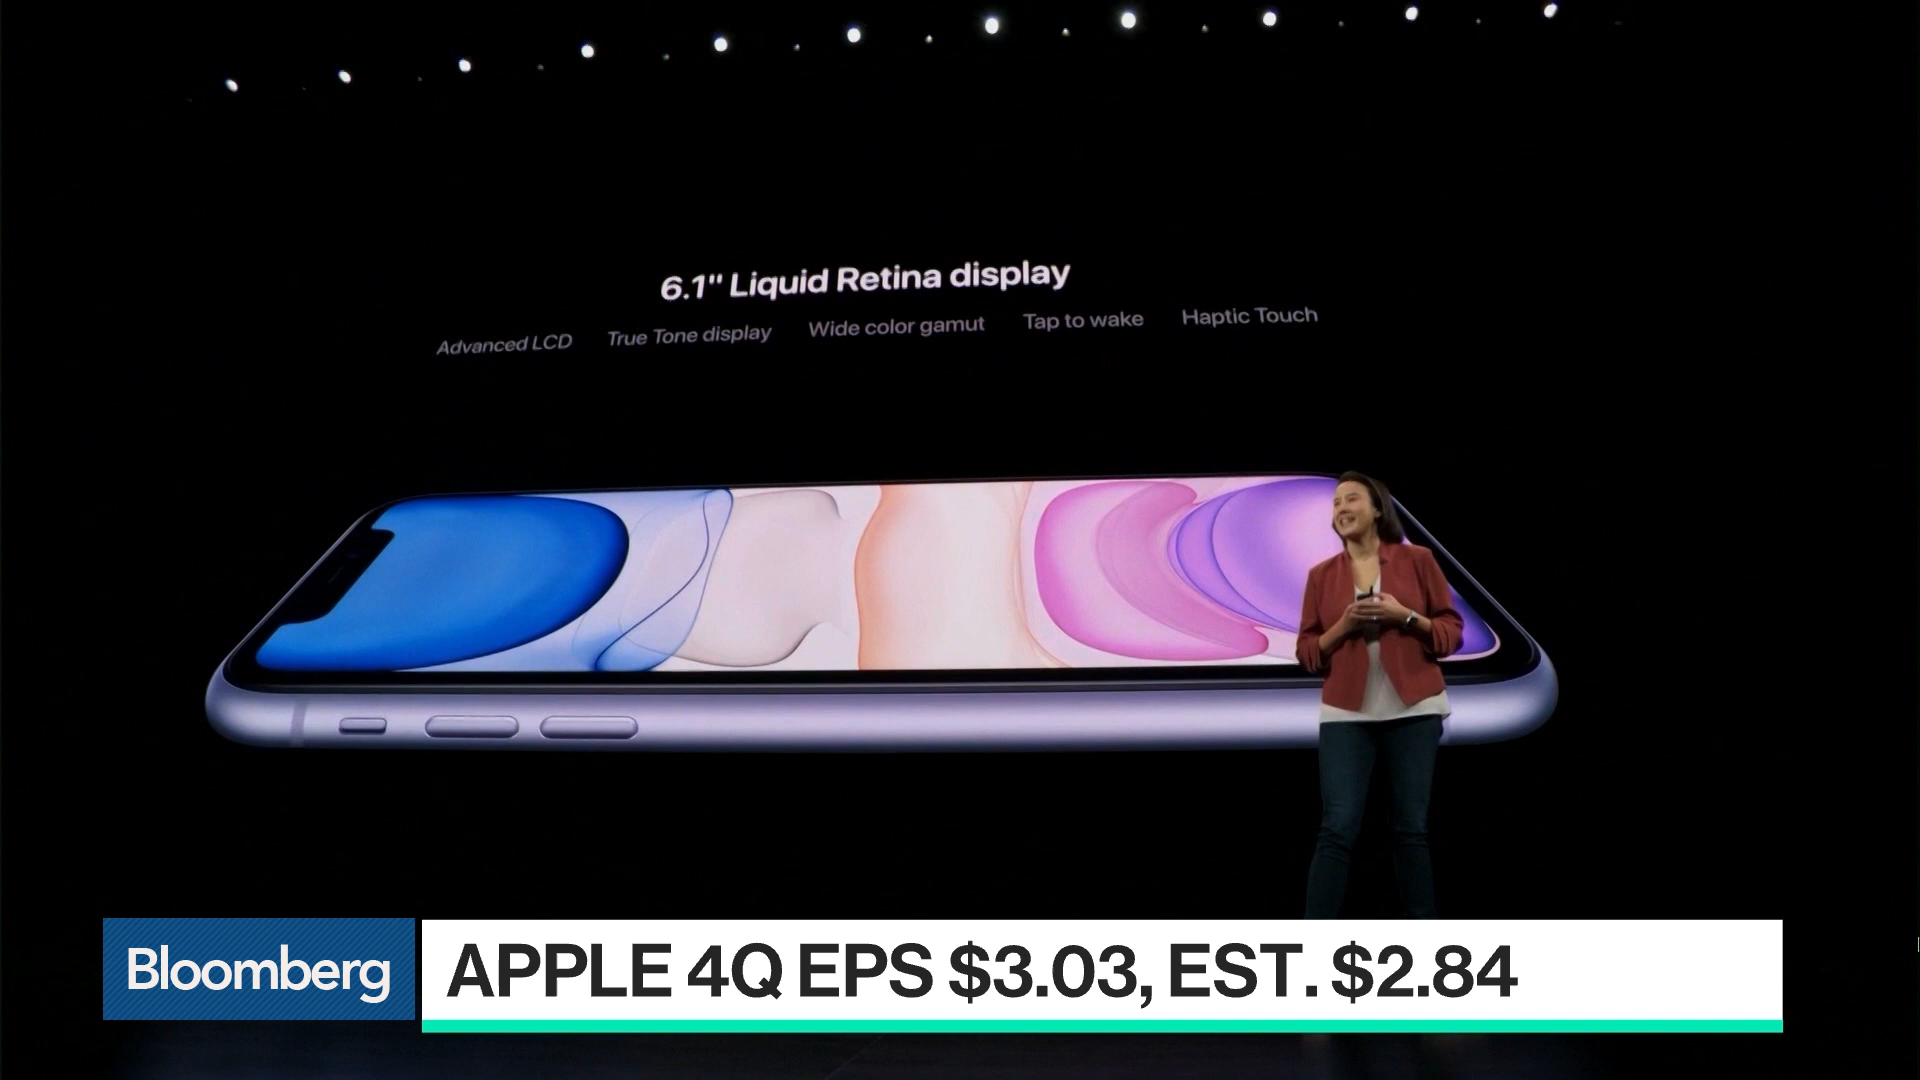 6.1" Liquid Retina display
Advanced LCD True Tone display Wide color gamut Tap to wake Haptic Touch
Bloomberg
APPLE 4Q EPS $3.03, EST. $2.84